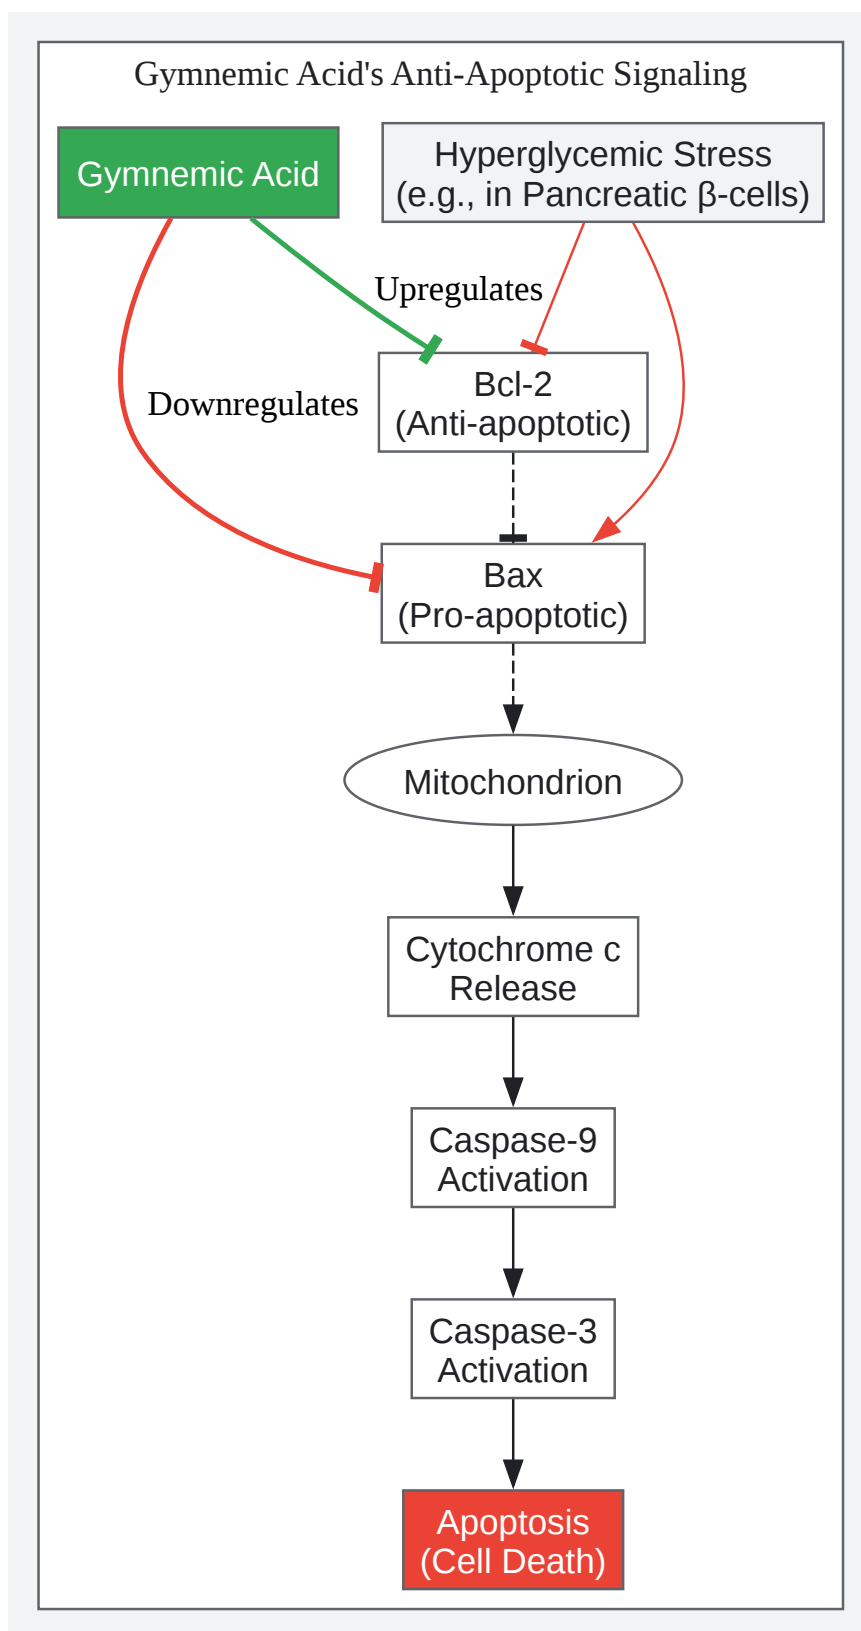 Gymnemic Acid's Anti-Apoptotic Signaling
Gymnemic Acid
Hyperglycemic Stress
(e.g., in Pancreatic β-cells)
Upregulates
Downregulates
Bcl-2
(Anti-apoptotic)
Bax
(Pro-apoptotic)
Mitochondrion
Cytochrome c
Release
Caspase-9
Activation
Caspase-3
Activation
Apoptosis
(Cell Death)